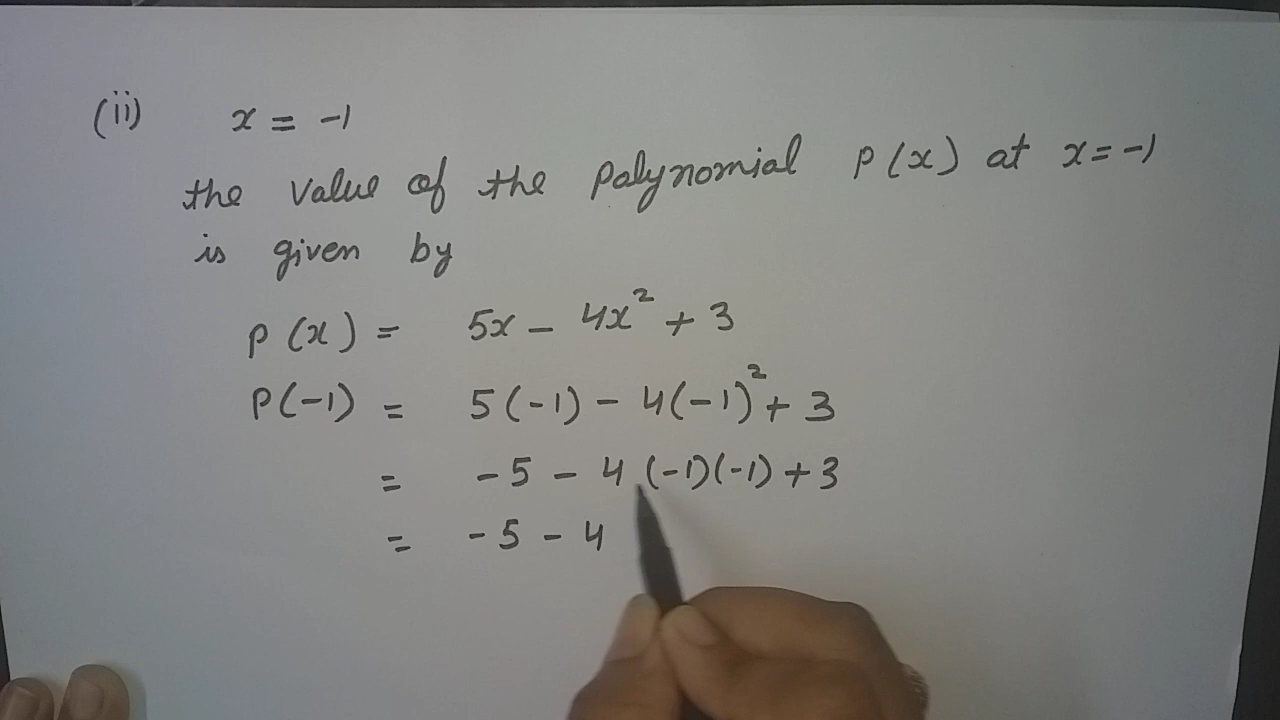 (ii) x = -1
the value of the palynomial p(x) at x=-1
is given by
p(x) = 5x - 4x² + 3
P(-1) = 5(-1) - 4(-1)² + 3
= -5 - 4(-1)(-1) + 3
= -5 - 4